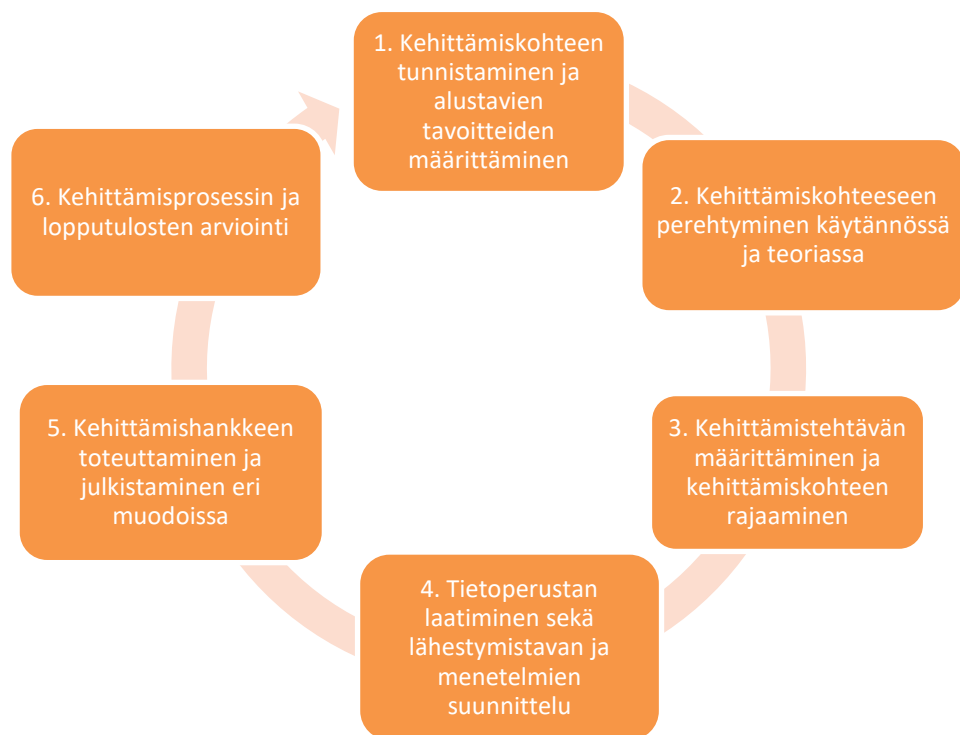 1. Kehittämiskohteen
tunnistaminen ja
alustavien
tavoitteiden
määrittäminen
2. Kehittämiskohteeseen
perehtyminen käytännössä
ja teoriassa
3. Kehittämistehtävän
määrittäminen ja
kehittämiskohteen
rajaaminen
4. Tietoperustan
laatiminen sekä
lähestymistavan ja
menetelmien
suunnittelu
5. Kehittämishankkeen
toteuttaminen ja
julkistaminen eri
muodoissa
6. Kehittämisprosessin ja
lopputulosten arviointi